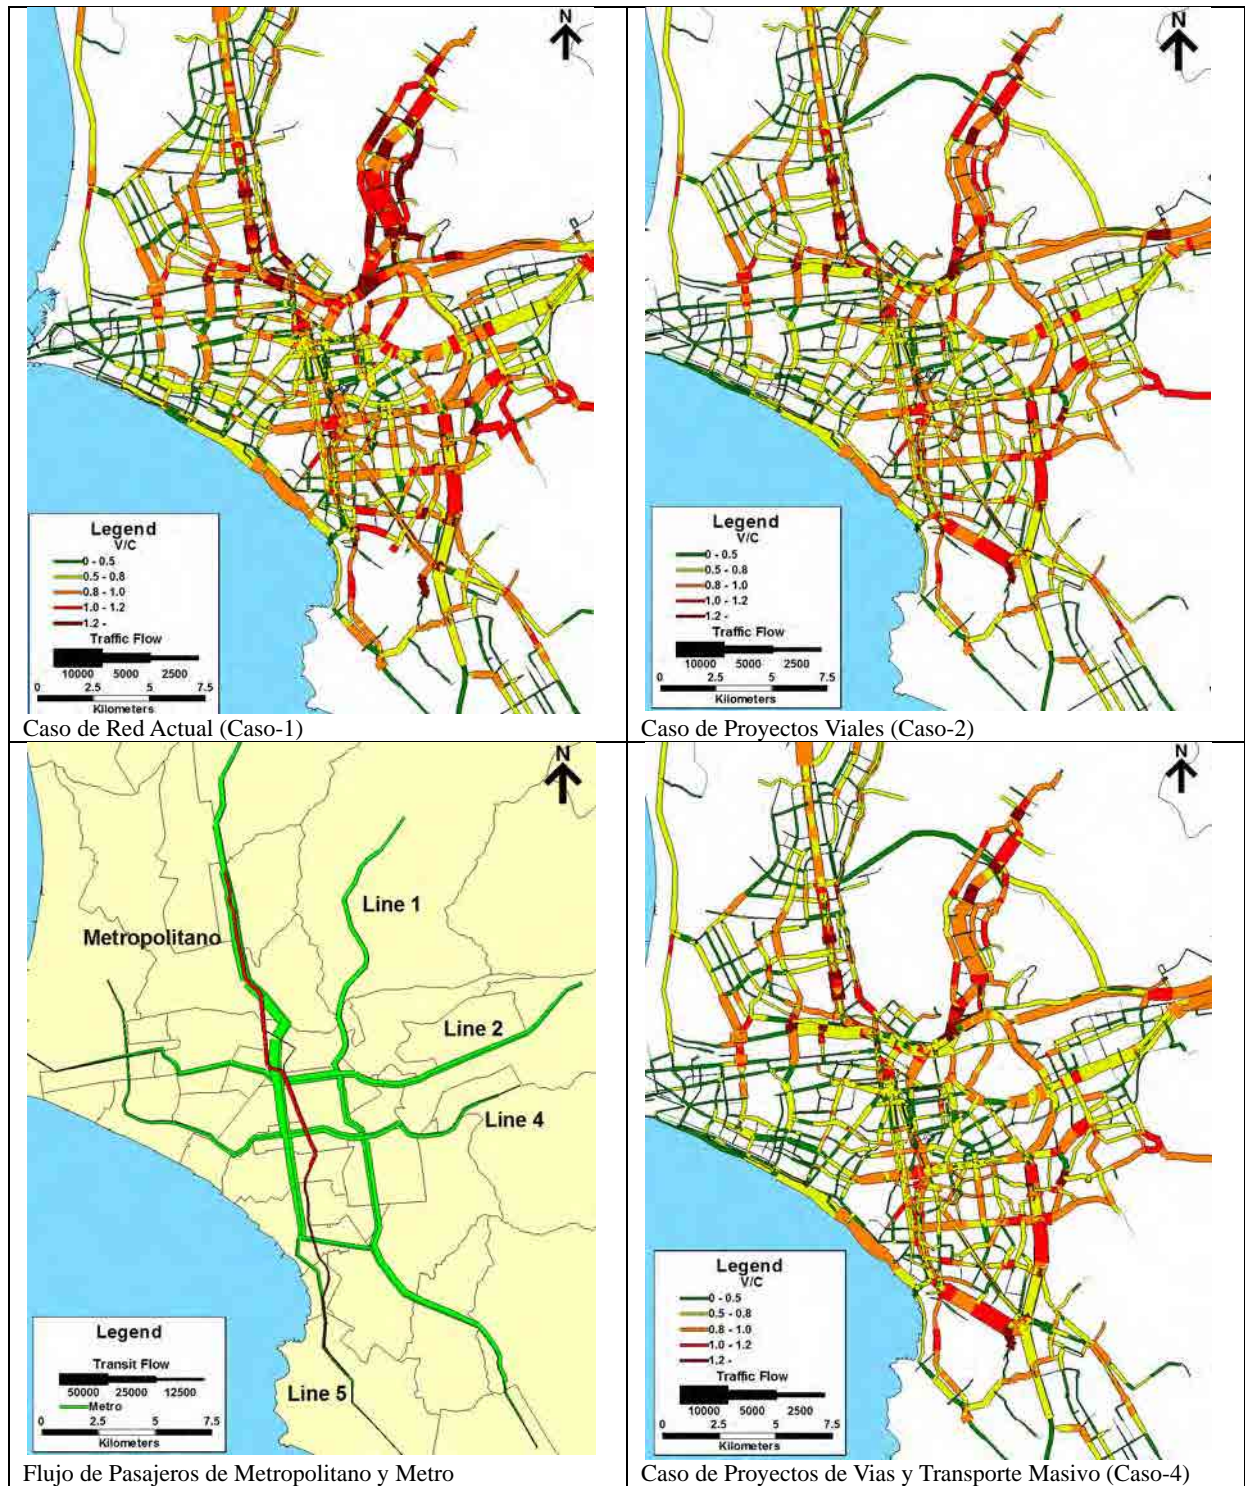 N
Legend
V/C
0 - 0.5
0.5 - 0.8
0.8 - 1.0
1.0 - 1.2
1.2 -
Traffic Flow
10000 5000 2500
0 2.5 5 7.5
Kilometers
Caso de Red Actual (Caso-1)
N
Legend
V/C
0 - 0.5
0.5 - 0.8
0.8 - 1.0
1.0 - 1.2
1.2 -
Traffic Flow
10000 5000 2500
0 2.5 5 7.5
Kilometers
Caso de Proyectos Viales (Caso-2)
N
Line 1
Metropolitano
Line 2
Line 4
Line 5
Legend
Transit Flow
50000 25000 12500
Metro
0 2.5 5 7.5
Kilometers
Flujo de Pasajeros de Metropolitano y Metro
N
Legend
V/C
0 - 0.5
0.5 - 0.8
0.8 - 1.0
1.0 - 1.2
1.2 -
Traffic Flow
10000 5000 2500
0 2.5 5 7.5
Kilometers
Caso de Proyectos de Vias y Transporte Masivo (Caso-4)